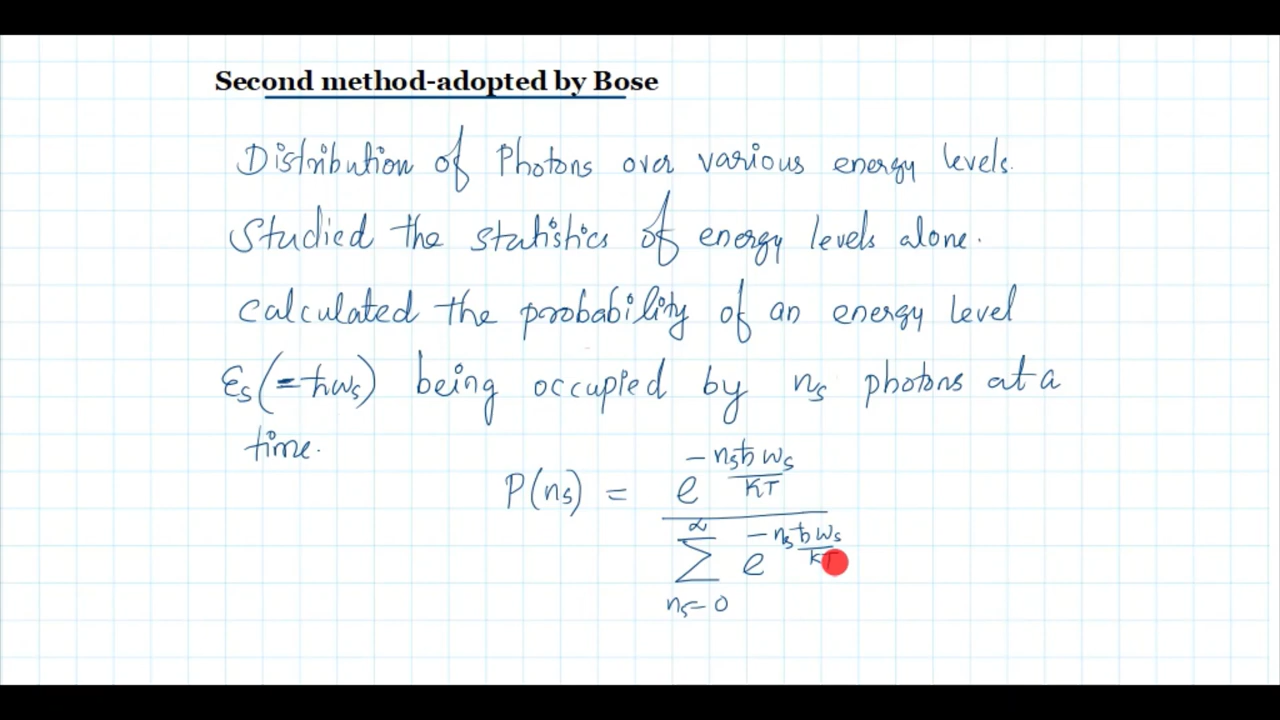 Second method-adopted by Bose
Distribution of Photons over various energy levels.
Studied the statistics of energy levels alone.
Calculated the probability of an energy level
εs(=ħωs) being occupied by ns photons at a
time.
P(ns) = e^(-nsħωs/KT) / ∑_(ns=0)^∞ e^(-nsħωs/KT)